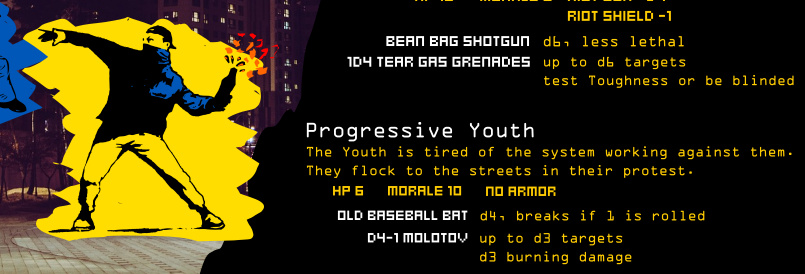 RIOT SHIELD -1
BEAN BAG SHOTGUN d6, less lethal
1D4 TEAR GAS GRENADES up to d6 targets
test Toughness or be blinded
Progressive Youth
The Youth is tired of the system working against them.
They flock to the streets in their protest.
HP 6 MORALE 10 NO ARMOR
OLD BASEBALL BAT d4, breaks if 1 is rolled
D4-1 MOLOTOV up to d3 targets
d3 burning damage